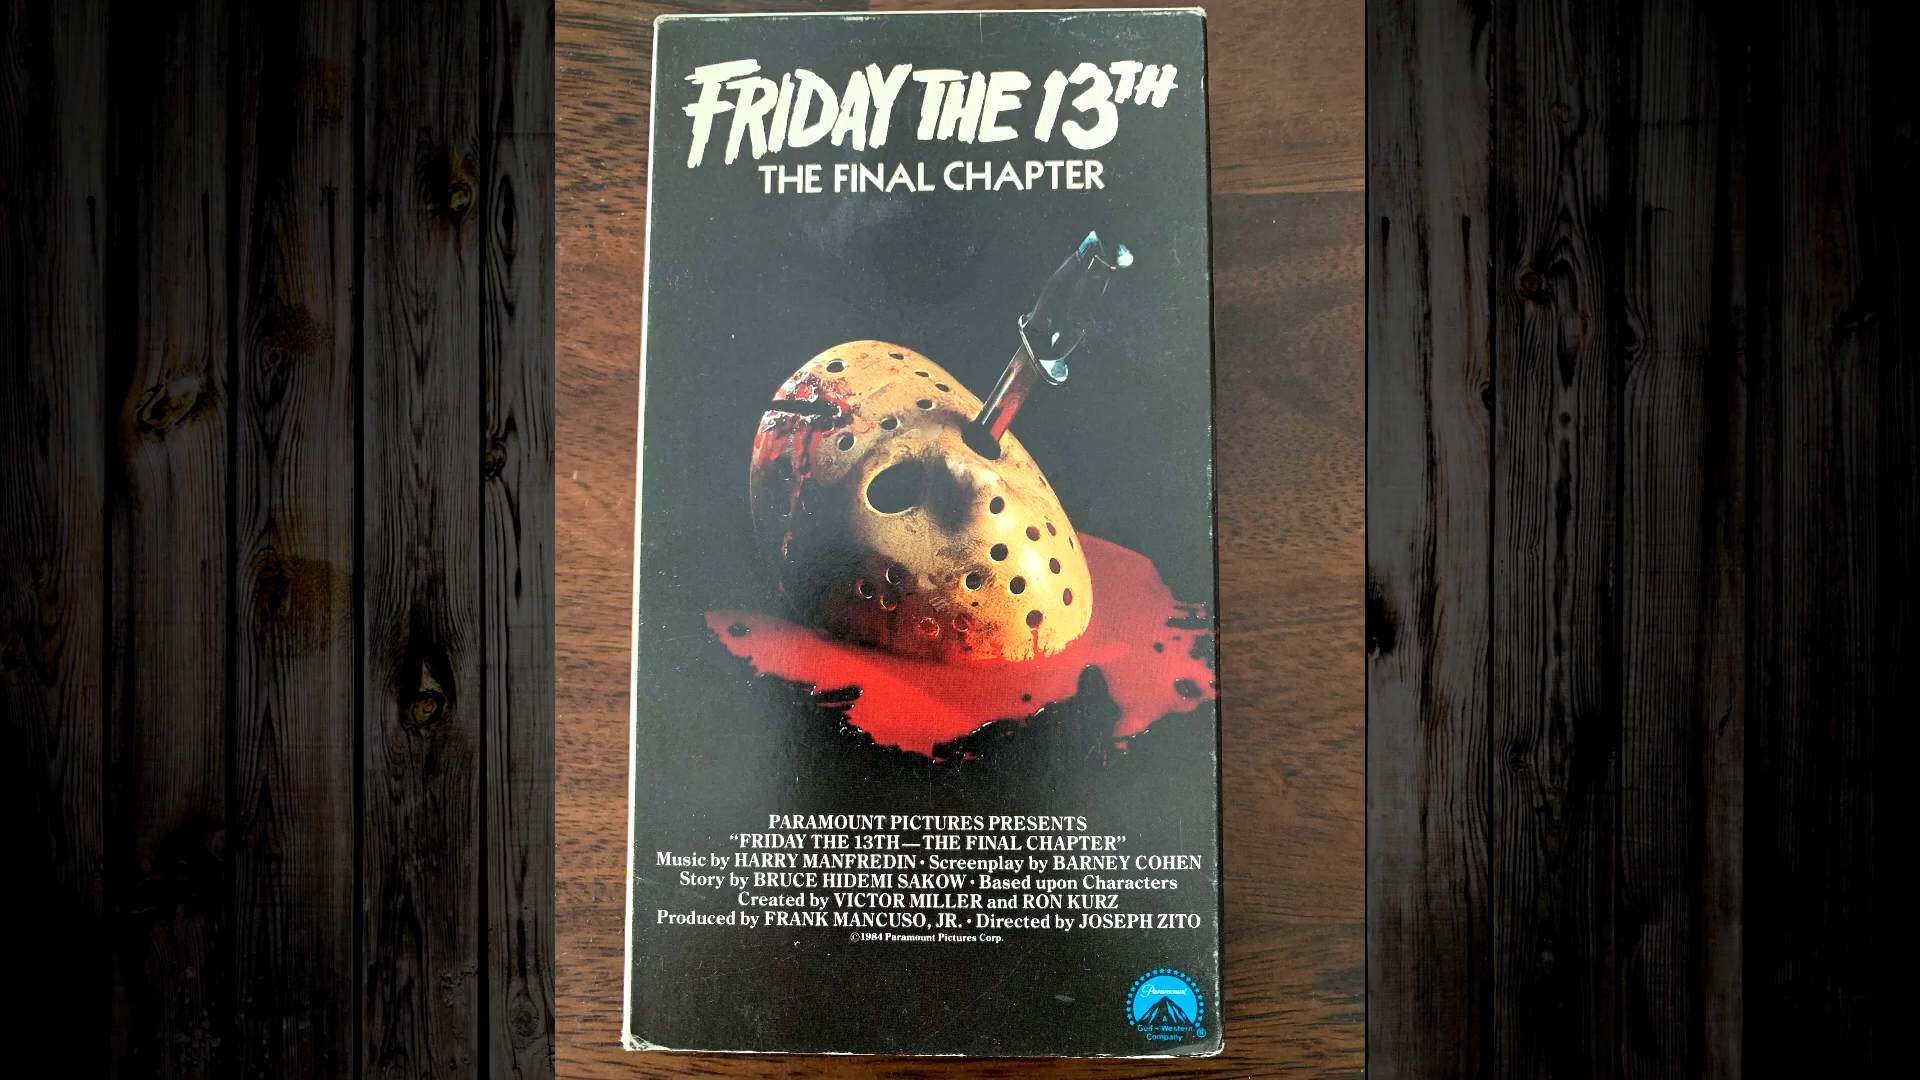 FRIDAY THE 13TH
THE FINAL CHAPTER
PARAMOUNT PICTURES PRESENTS
“FRIDAY THE 13TH—THE FINAL CHAPTER”
Music by HARRY MANFREDIN • Screenplay by BARNEY COHEN
Story by BRUCE HIDEMI SAKOW • Based upon Characters
Created by VICTOR MILLER and RON KURZ
Produced by FRANK MANCUSO, JR. • Directed by JOSEPH ZITO
©1984 Paramount Pictures Corp.
Paramount
A
Gulf + Western
Company ®